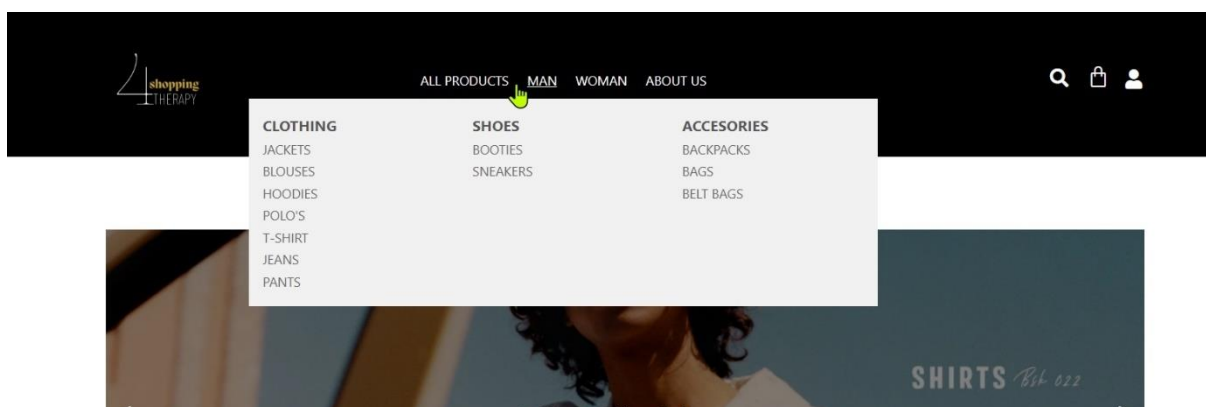 4 shopping
THERAPY
ALL PRODUCTS MAN WOMAN ABOUT US
CLOTHING
JACKETS
BLOUSES
HOODIES
POLO'S
T-SHIRT
JEANS
PANTS
SHOES
BOOTIES
SNEAKERS
ACCESORIES
BACKPACKS
BAGS
BELT BAGS
SHIRTS